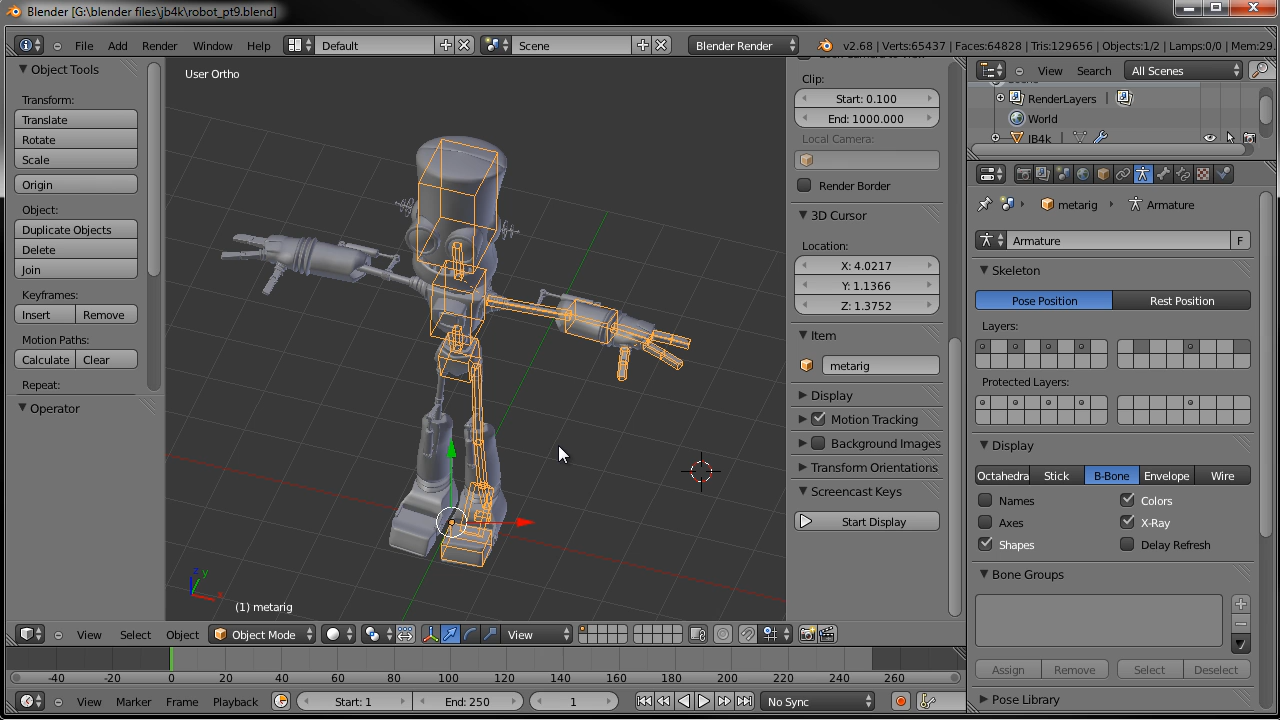 Blender [G:\blender files\jb4k\robot_pt9.blend]
File Add Render Window Help Default Scene Blender Render v2.68 | Verts:65437 | Faces:64828 | Tris:129656 | Objects:1/2 | Lamps:0/0 | Mem:29.
Object Tools
Transform:
Translate
Rotate
Scale
Origin
Object:
Duplicate Objects
Delete
Join
Keyframes:
Insert Remove
Motion Paths:
Calculate Clear
Repeat:
Operator
User Ortho
z y x
(1) metarig
Clip:
Start: 0.100
End: 1000.000
Local Camera:
Render Border
3D Cursor
Location:
X: 4.0217
Y: 1.1366
Z: 1.3752
Item
metarig
Display
Motion Tracking
Background Images
Transform Orientations
Screencast Keys
Start Display
View Search All Scenes
RenderLayers |
World
metarig Armature
Armature F
Skeleton
Pose Position Rest Position
Layers:
Protected Layers:
Display
Octahedra Stick B-Bone Envelope Wire
Names Colors
Axes X-Ray
Shapes Delay Refresh
Bone Groups
Assign Remove Select Deselect
Pose Library
View Select Object Object Mode View
-40 -20 0 20 40 60 80 100 120 140 160 180 200 220 240 260
View Marker Frame Playback Start: 1 End: 250 1 No Sync